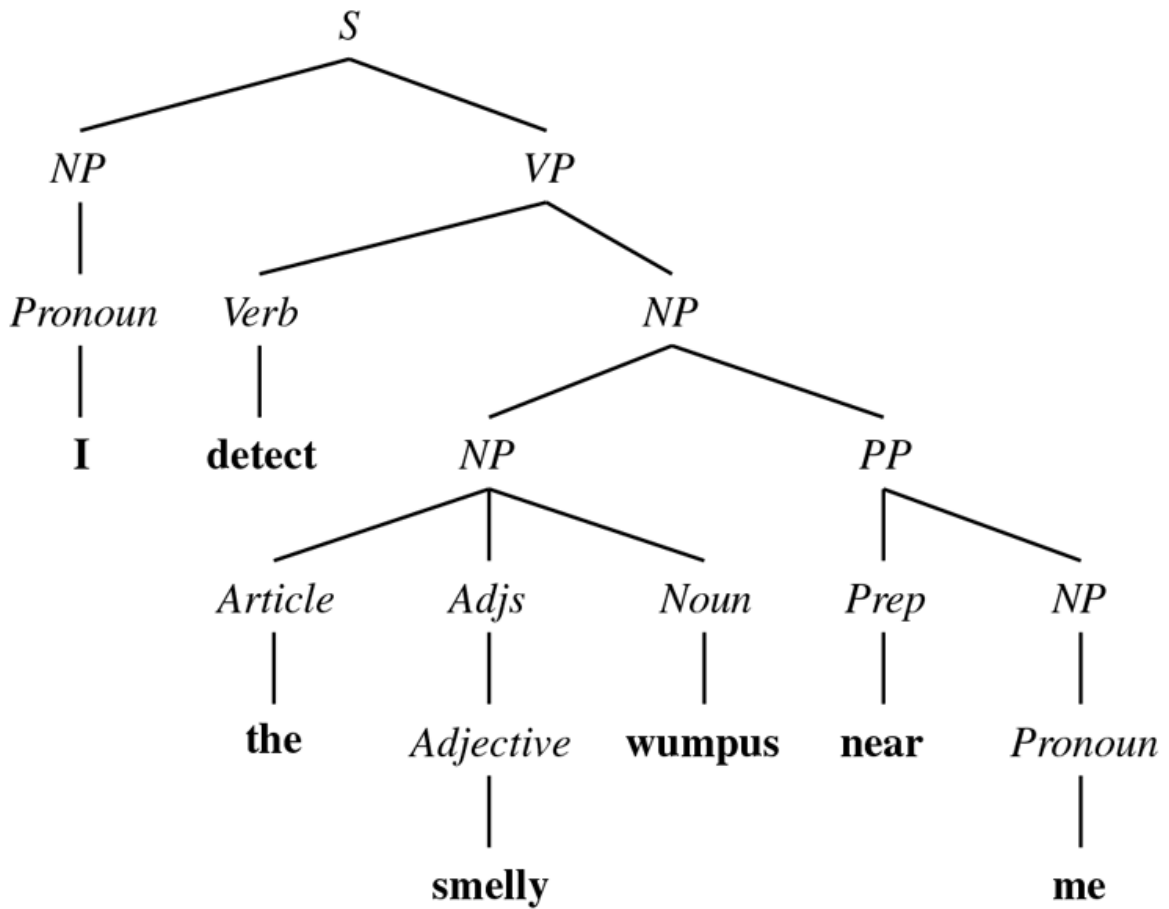 S
NP VP
Pronoun Verb NP
I detect NP PP
Article Adjs Noun Prep NP
the Adjective wumpus near Pronoun
smelly me